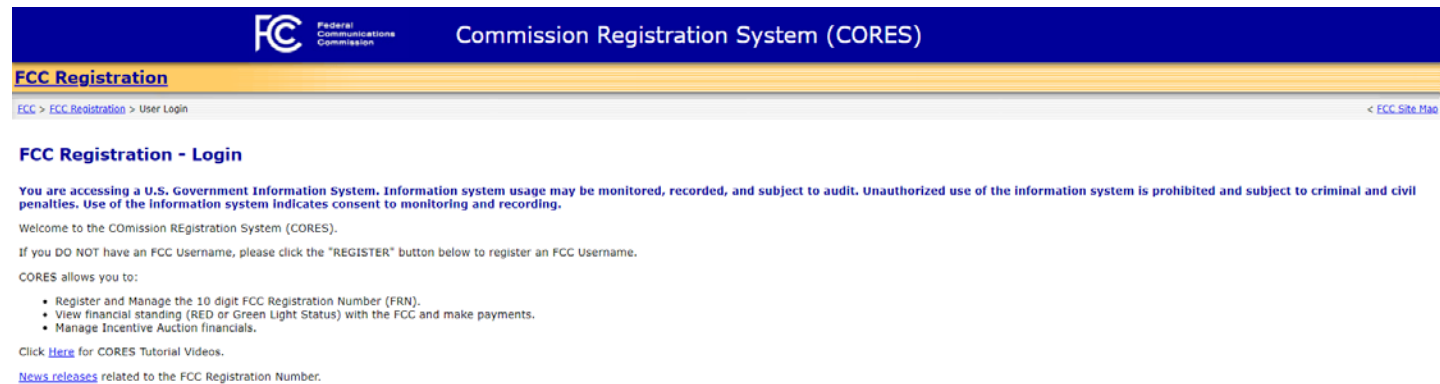 FCC Federal Communications Commission
Commission Registration System (CORES)
FCC Registration
FCC > FCC Registration > User Login
< FCC Site Map
FCC Registration - Login
You are accessing a U.S. Government Information System. Information system usage may be monitored, recorded, and subject to audit. Unauthorized use of the information system is prohibited and subject to criminal and civil
penalties. Use of the information system indicates consent to monitoring and recording.
Welcome to the COmission REgistration System (CORES).
If you DO NOT have an FCC Username, please click the "REGISTER" button below to register an FCC Username.
CORES allows you to:
• Register and Manage the 10 digit FCC Registration Number (FRN).
• View financial standing (RED or Green Light Status) with the FCC and make payments.
• Manage Incentive Auction financials.
Click Here for CORES Tutorial Videos.
News releases related to the FCC Registration Number.